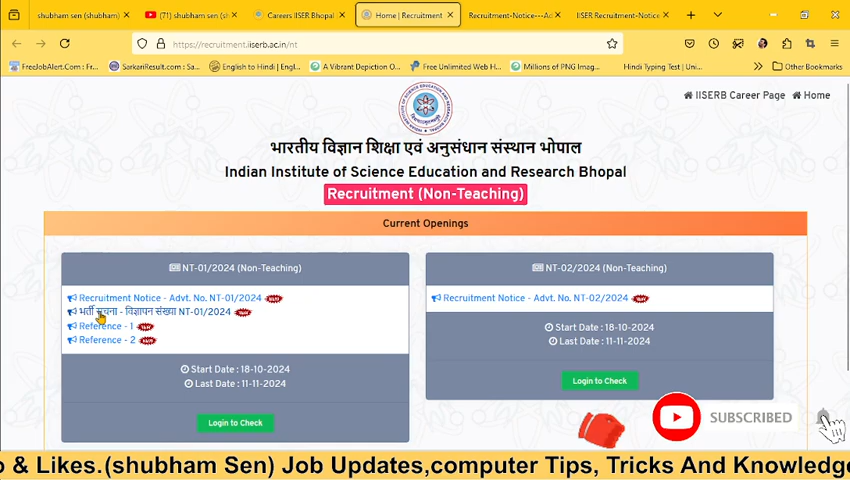 shubham sen (shubham)
(71) shubham sen (shubh
Careers IISER Bhopal
Home | Recruitment
Recruitment-Notice---Ad
IISER Recruitment-Notice
https://recruitment.iiserb.ac.in/nt
FreeJobAlert.Com : Fr...
SarkariResult.com : Sa...
English to Hindi | Engl...
A Vibrant Depiction O...
Free Unlimited Web H...
Millions of PNG Imag...
Hindi Typing Test | Uni...
Other Bookmarks
IISERB Career Page Home
भारतीय विज्ञान शिक्षा एवं अनुसंधान संस्थान भोपाल
Indian Institute of Science Education and Research Bhopal
Recruitment (Non-Teaching)
Current Openings
NT-01/2024 (Non-Teaching)
Recruitment Notice - Advt. No. NT-01/2024
भर्ती सूचना - विज्ञापन संख्या NT-01/2024
Reference - 1
Reference - 2
Start Date : 18-10-2024
Last Date : 11-11-2024
Login to Check
NT-02/2024 (Non-Teaching)
Recruitment Notice - Advt. No. NT-02/2024
Start Date : 18-10-2024
Last Date : 11-11-2024
Login to Check
SUBSCRIBED
& Likes.(shubham Sen) Job Updates,computer Tips, Tricks And Knowledge